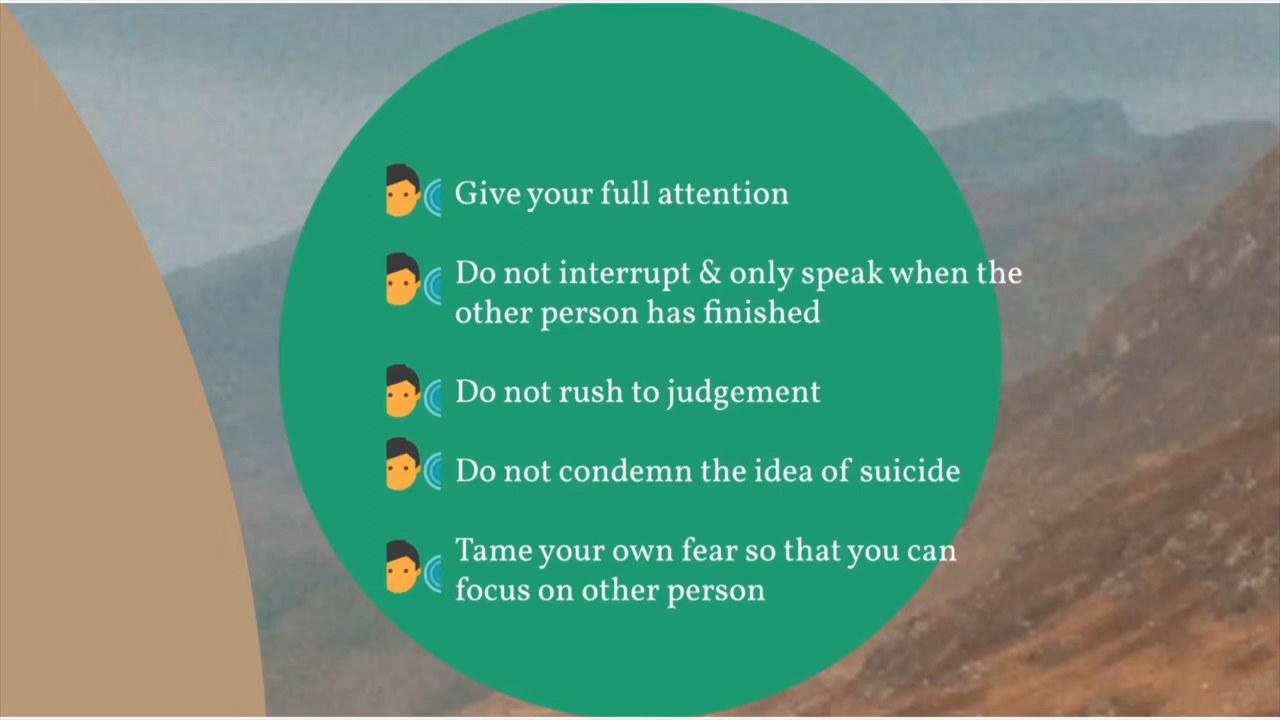 Give your full attention
Do not interrupt & only speak when the
other person has finished
Do not rush to judgement
Do not condemn the idea of suicide
Tame your own fear so that you can
focus on other person